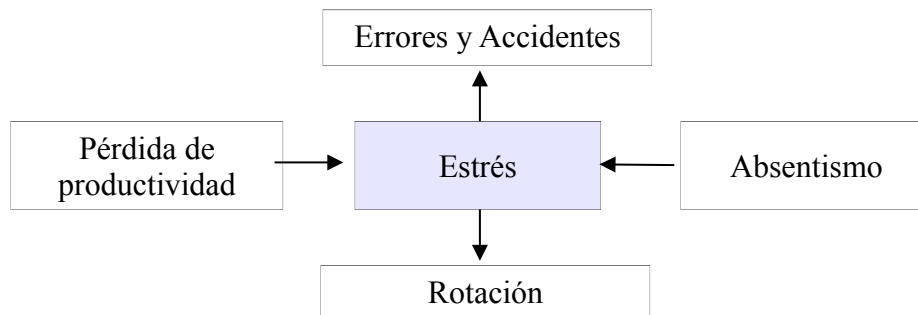 Errores y Accidentes
Pérdida de
productividad
Estrés
Absentismo
Rotación